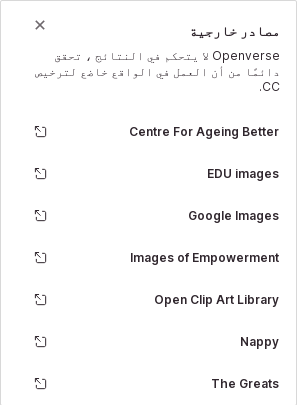 مصادر خارجية
Openverse لا يتحكم في النتائج ، تحقق
دائمًا من أن العمل في الواقع خاضع لترخيص
CC.
Centre For Ageing Better
EDU images
Google Images
Images of Empowerment
Open Clip Art Library
Nappy
The Greats